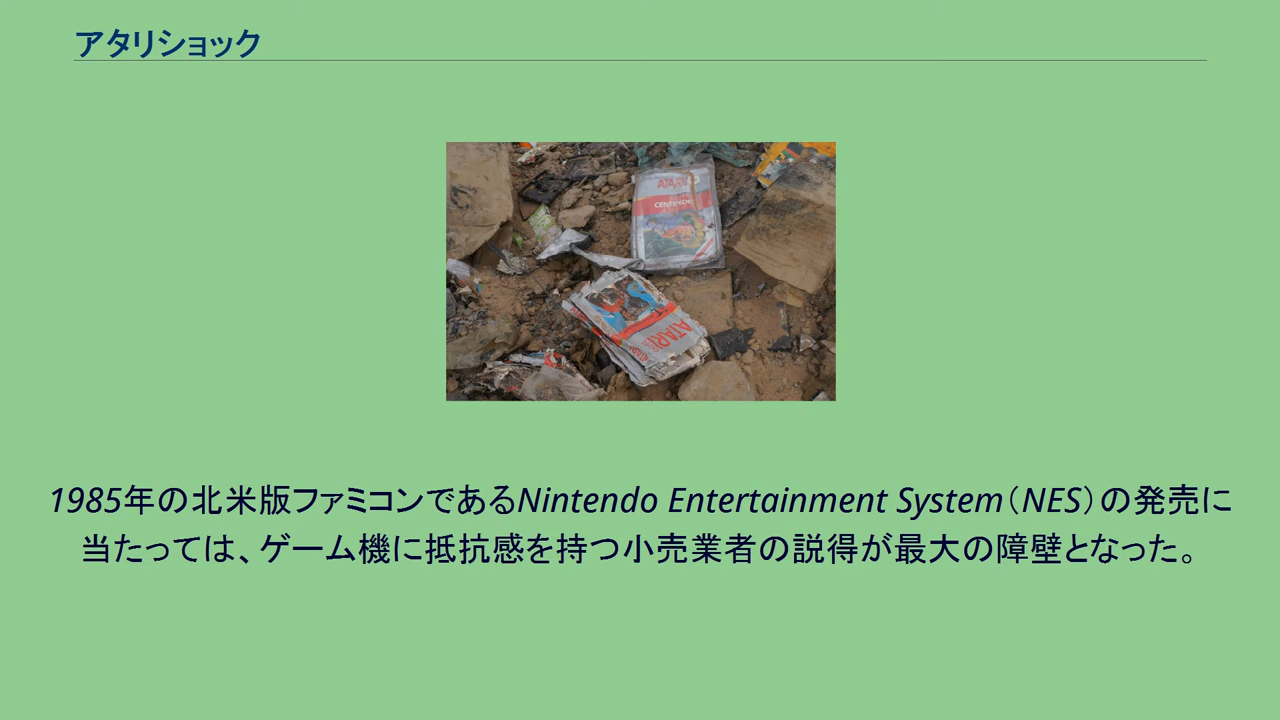 アタリショック
ATARI
CENTIPEDE
ATARI
1985年の北米版ファミコンであるNintendo Entertainment System（NES）の発売に
当たっては、ゲーム機に抵抗感を持つ小売業者の説得が最大の障壁となった。